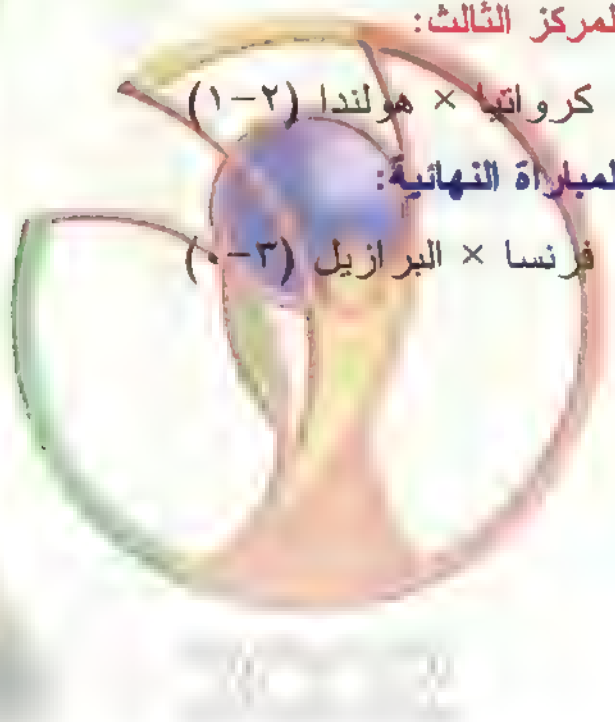 لمركز الثالث:
كرواتيا × هولندا (٢-١)
لمباراة النهائية:
فرنسا × البرازيل (٣-٠)